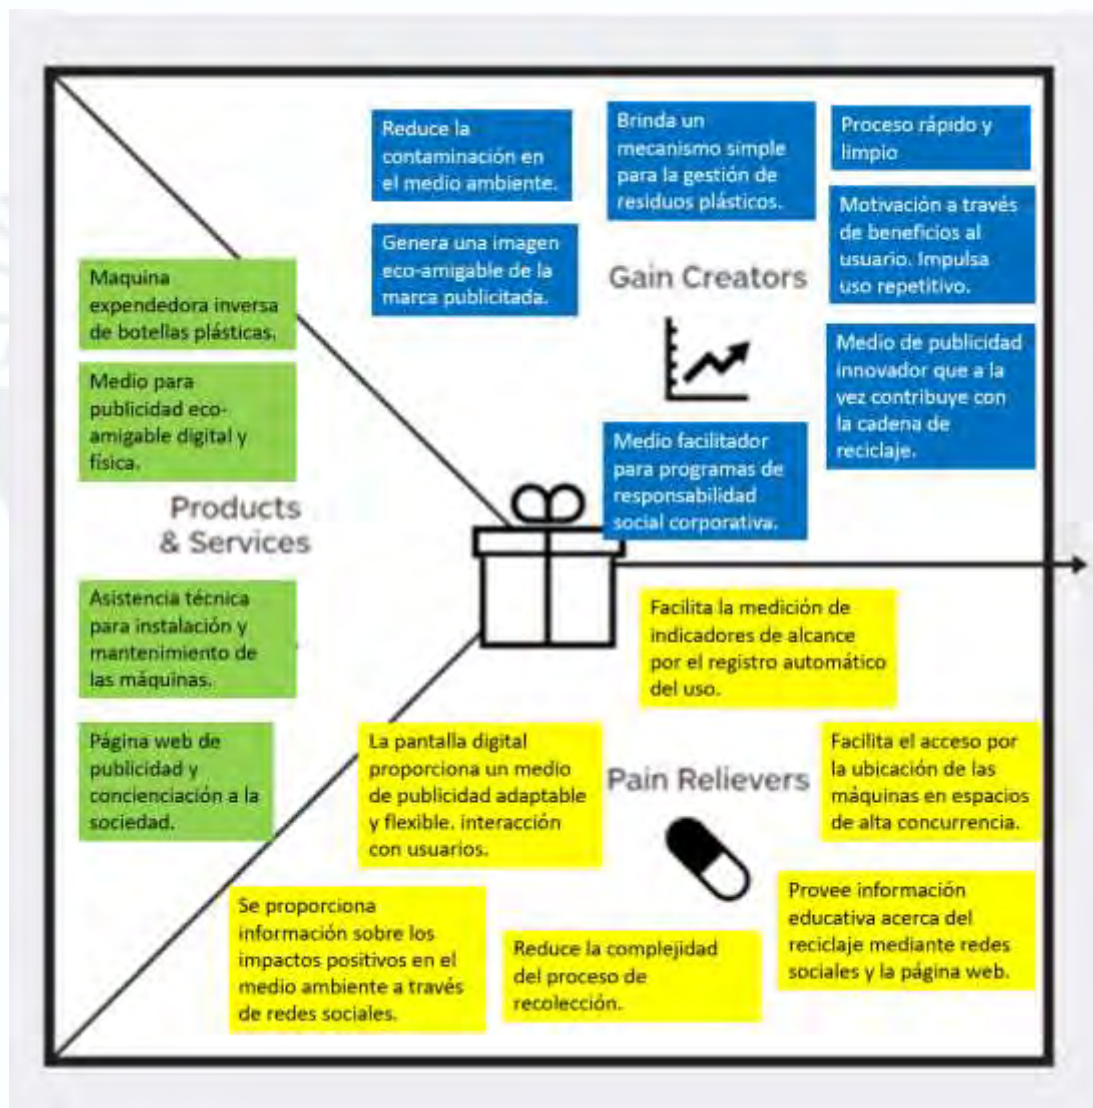 Reduce la
contaminación en
el medio ambiente.
Brinda un
mecanismo simple
para la gestión de
residuos plásticos.
Proceso rápido y
limpio
Genera una imagen
eco-amigable de la
marca publicitada.
Gain Creators
Motivación a través
de beneficios al
usuario. Impulsa
uso repetitivo.
Medio de publicidad
innovador que a la
vez contribuye con
la cadena de
reciclaje.
Medio facilitador
para programas de
responsabilidad
social corporativa.
Maquina
expendedora inversa
de botellas plásticas.
Medio para
publicidad eco-
amigable digital y
física.
Products
& Services
Asistencia técnica
para instalación y
mantenimiento de
las máquinas.
Página web de
publicidad y
concienciación a la
sociedad.
Facilita la medición de
indicadores de alcance
por el registro automático
del uso.
La pantalla digital
proporciona un medio
de publicidad adaptable
y flexible. interacción
con usuarios.
Pain Relievers
Facilita el acceso por
la ubicación de las
máquinas en espacios
de alta concurrencia.
Se proporciona
información sobre los
impactos positivos en el
medio ambiente a través
de redes sociales.
Reduce la complejidad
del proceso de
recolección.
Provee información
educativa acerca del
reciclaje mediante redes
sociales y la página web.